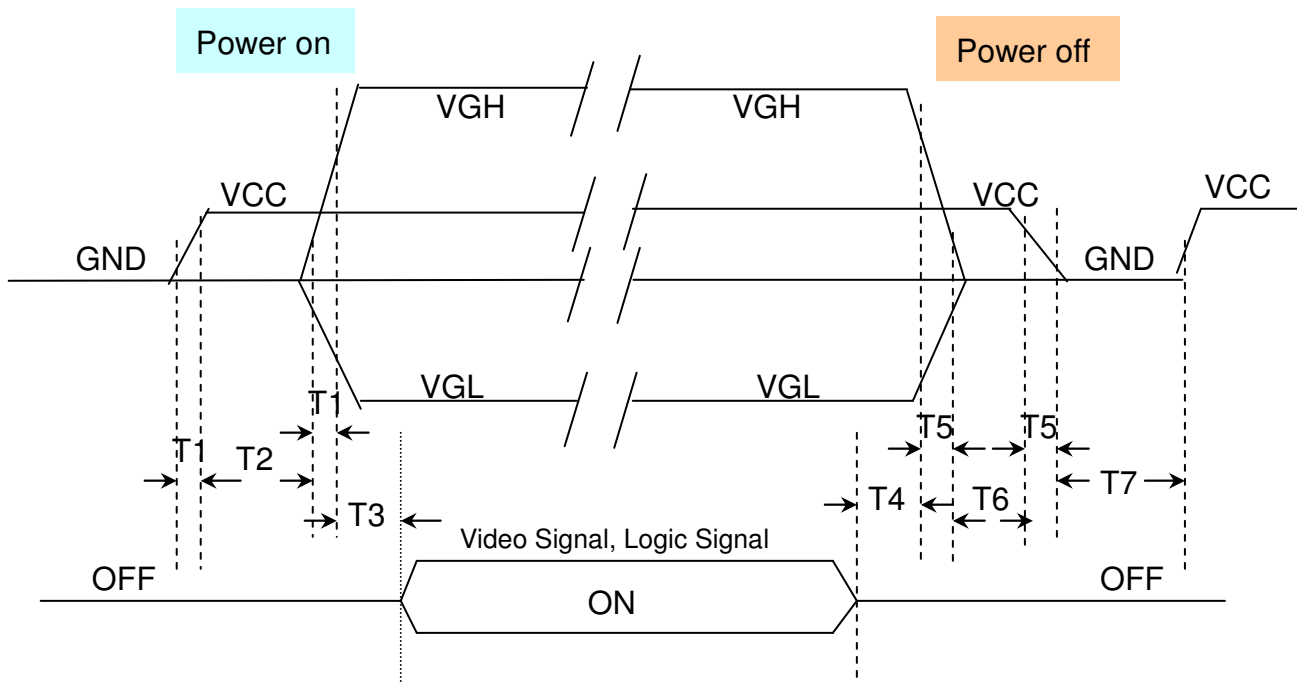 Power on
Power off
VGH
VGH
VCC
VCC
VCC
GND
GND
VGL
VGL
T1
T5
T5
T1
T2
T3
T4
T6
T7
Video Signal, Logic Signal
OFF
ON
OFF